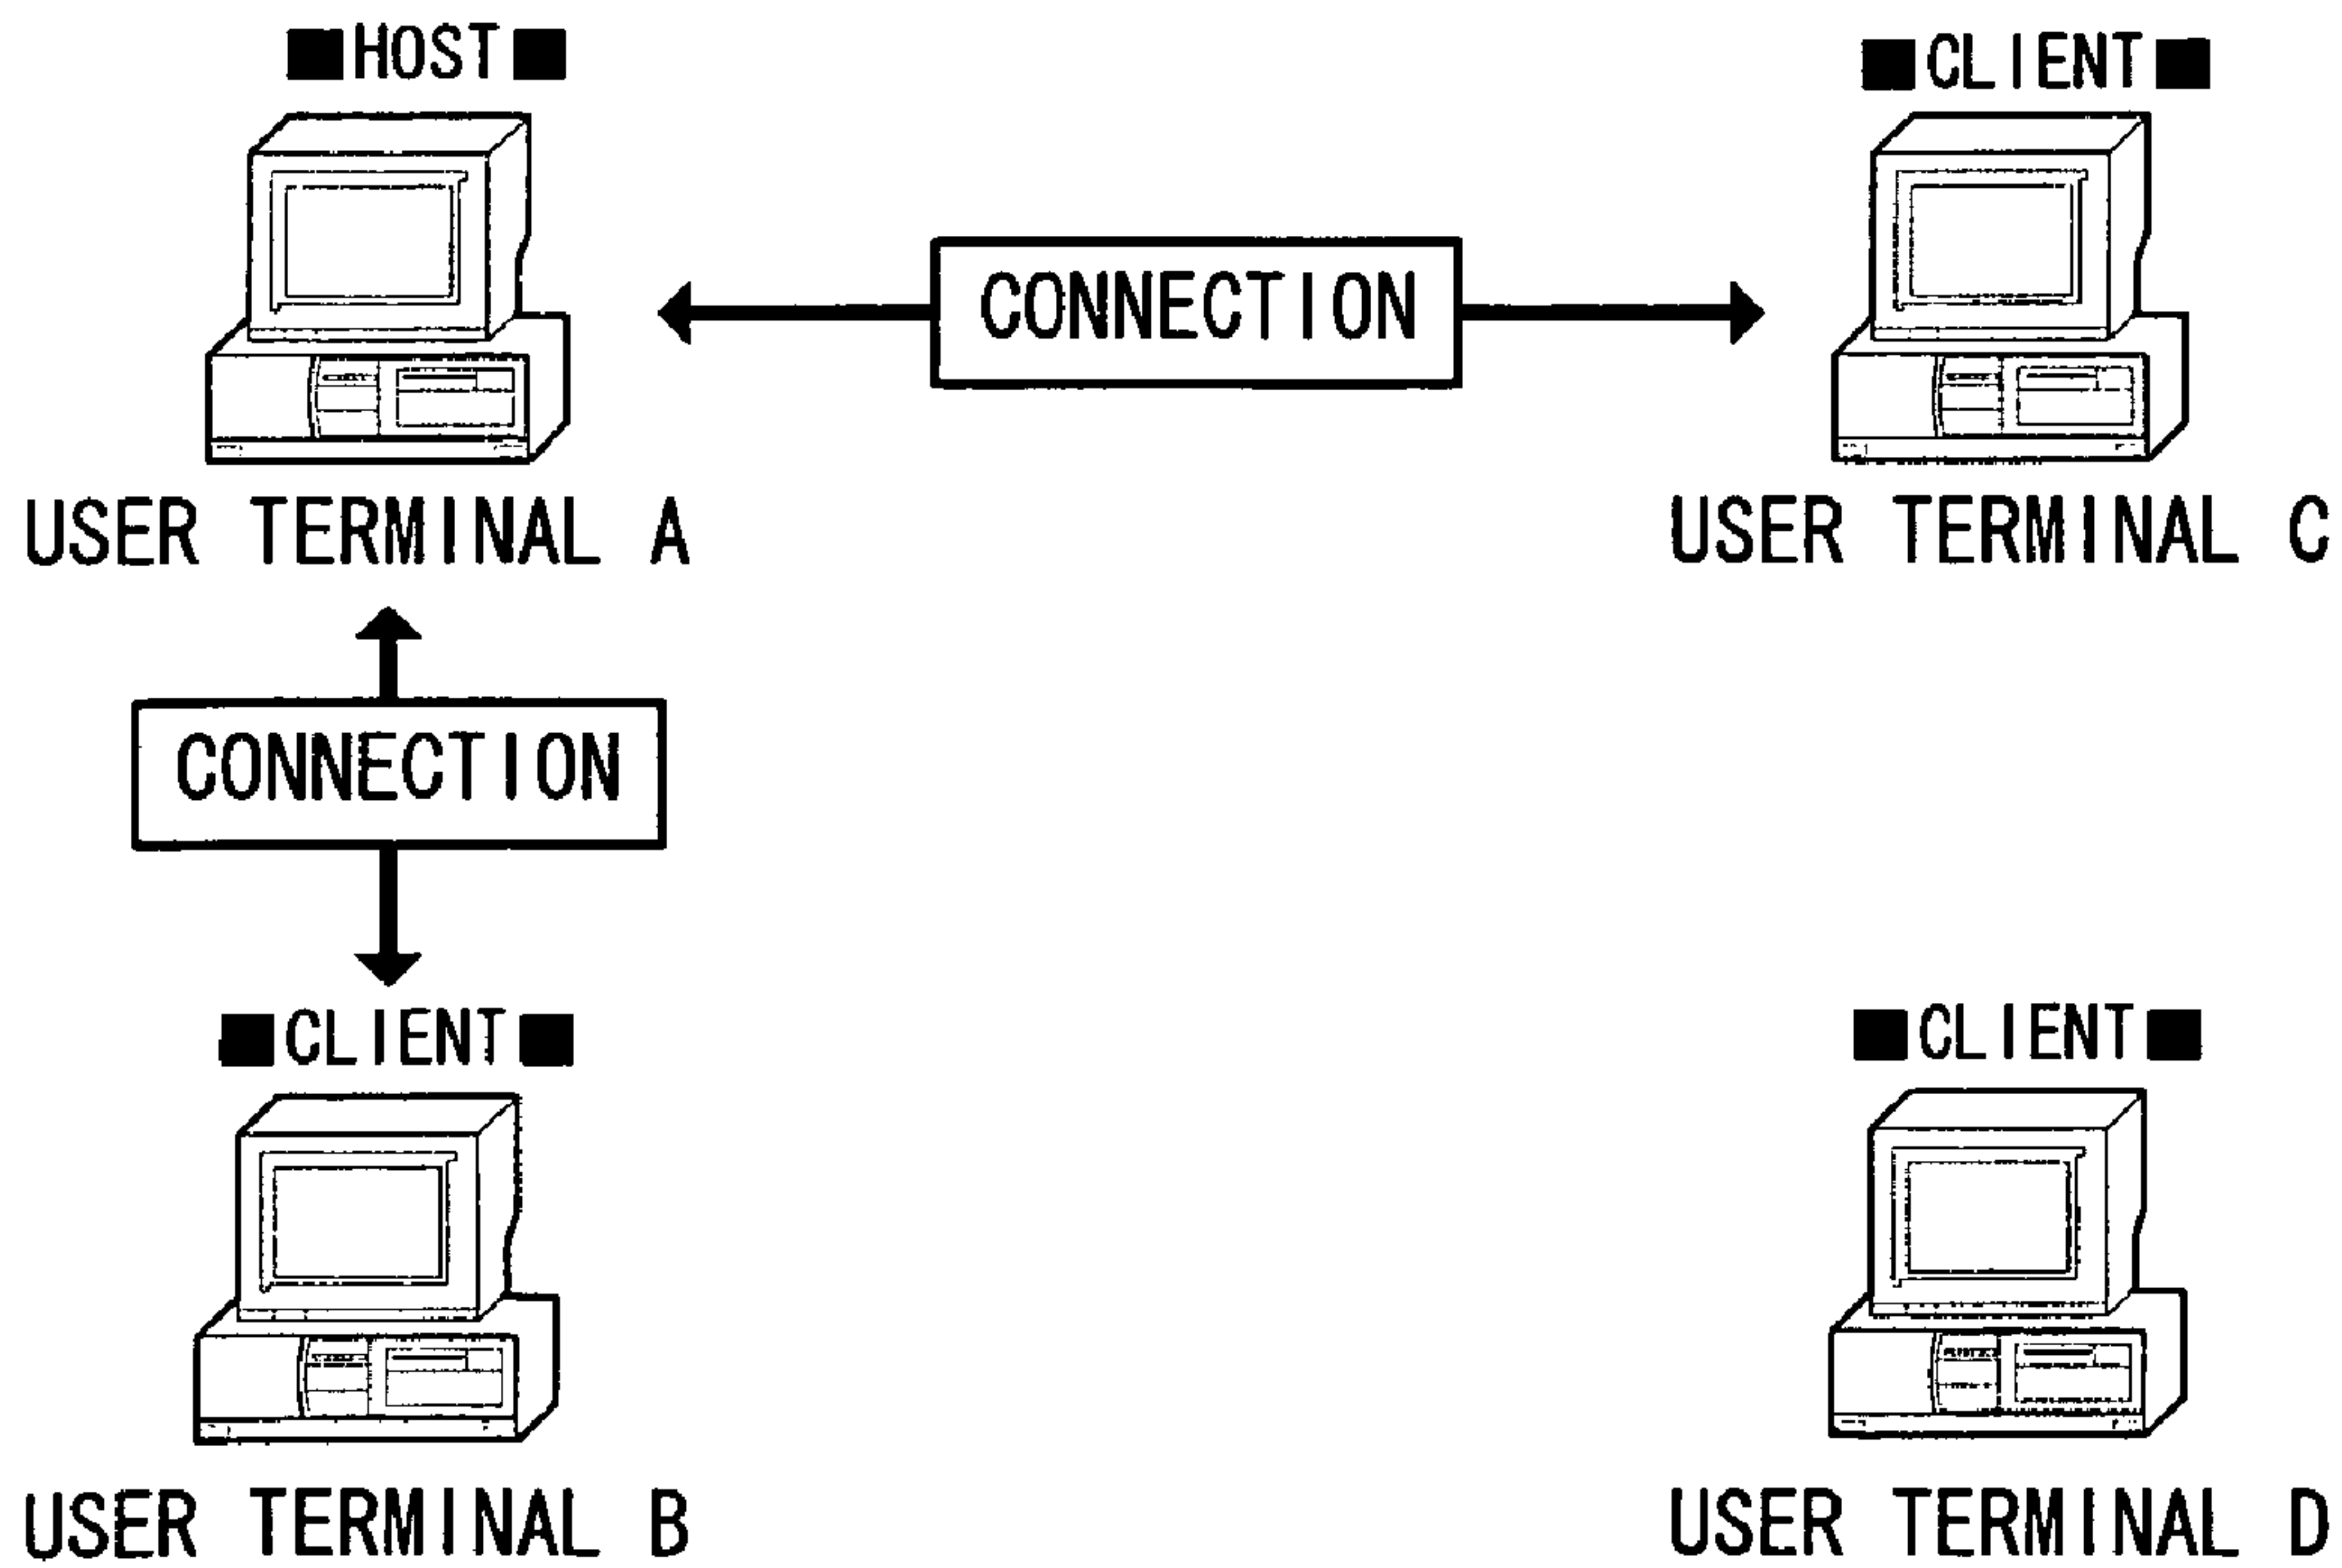 ■HOST■
■CLIENT■
CONNECTION
USER TERMINAL A
USER TERMINAL C
CONNECTION
■CLIENT■
■CLIENT■
USER TERMINAL B
USER TERMINAL D